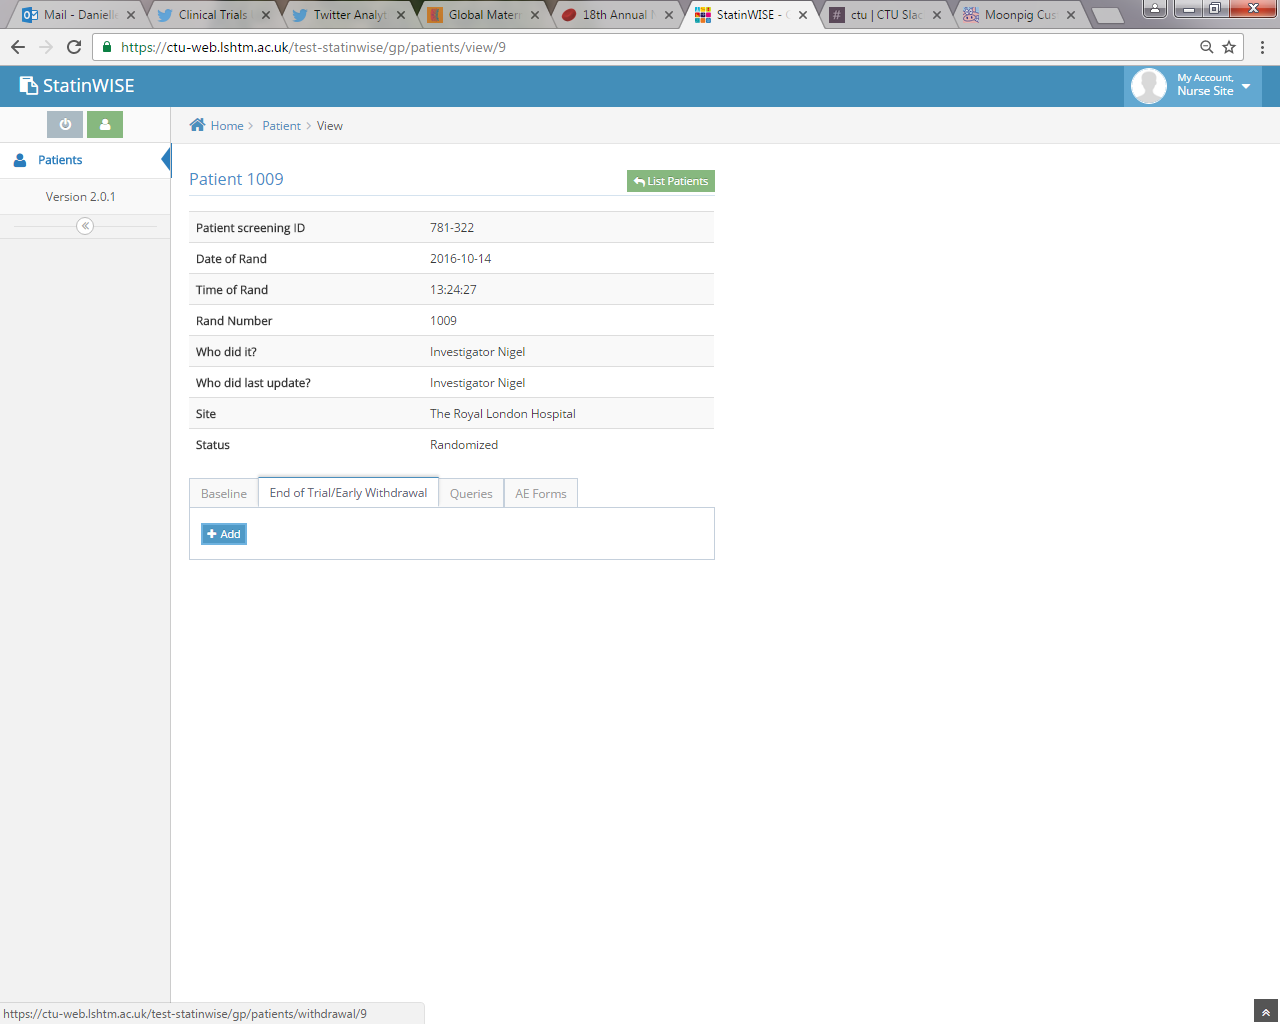 Mail - Danielle
Clinical Trials
Twitter Analyt
Global Matern
18th Annual
StatinWISE -
ctu | CTU Slac
Moonpig Cus
https://ctu-web.lshtm.ac.uk/test-statinwise/gp/patients/view/9
StatinWISE
My Account,
Nurse Site
Home > Patient > View
Patients
Version 2.0.1
Patient 1009
List Patients
Patient screening ID 781-322
Date of Rand 2016-10-14
Time of Rand 13:24:27
Rand Number 1009
Who did it? Investigator Nigel
Who did last update? Investigator Nigel
Site The Royal London Hospital
Status Randomized
Baseline End of Trial/Early Withdrawal Queries AE Forms
+ Add
https://ctu-web.lshtm.ac.uk/test-statinwise/gp/patients/withdrawal/9